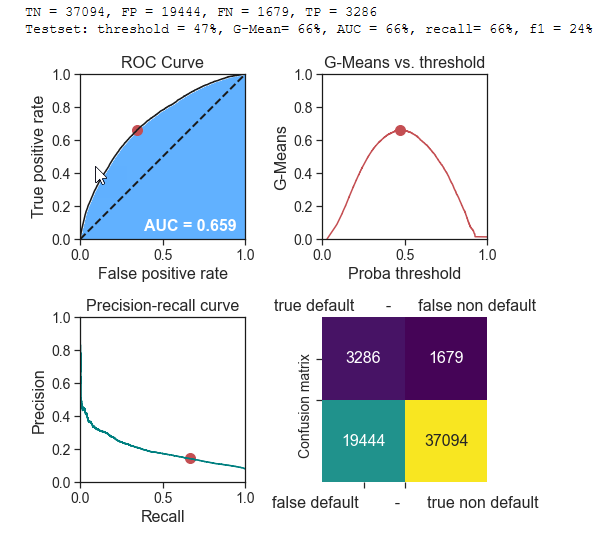 TN = 37094, FP = 19444, FN = 1679, TP = 3286
Testset: threshold = 47%, G-Mean= 66%, AUC = 66%, recall= 66%, f1 = 24%
ROC Curve
G-Means vs. threshold
True positive rate
1.0
0.8
0.6
0.4
0.2
0.0
AUC = 0.659
0.0 0.5 1.0
False positive rate
G-Means
1.0
0.8
0.6
0.4
0.2
0.0
0.0 0.5 1.0
Proba threshold
Precision-recall curve
Precision
1.0
0.8
0.6
0.4
0.2
0.0
0.0 0.5 1.0
Recall
true default - false non default
Confusion matrix
3286 1679
19444 37094
false default - true non default